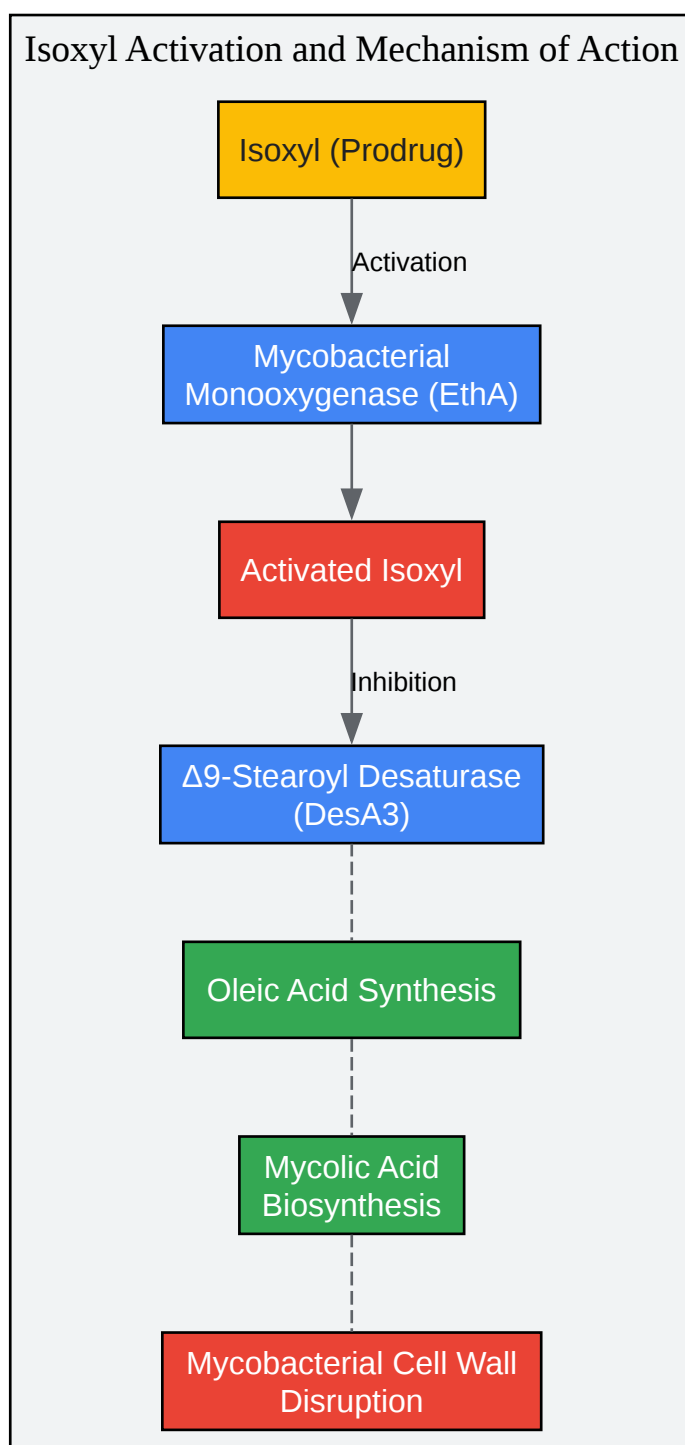 Isoxyl Activation and Mechanism of Action
Isoxyl (Prodrug)
Activation
Mycobacterial
Monooxygenase (EthA)
Activated Isoxyl
Inhibition
Δ9-Stearoyl Desaturase
(DesA3)
Oleic Acid Synthesis
Mycolic Acid
Biosynthesis
Mycobacterial Cell Wall
Disruption